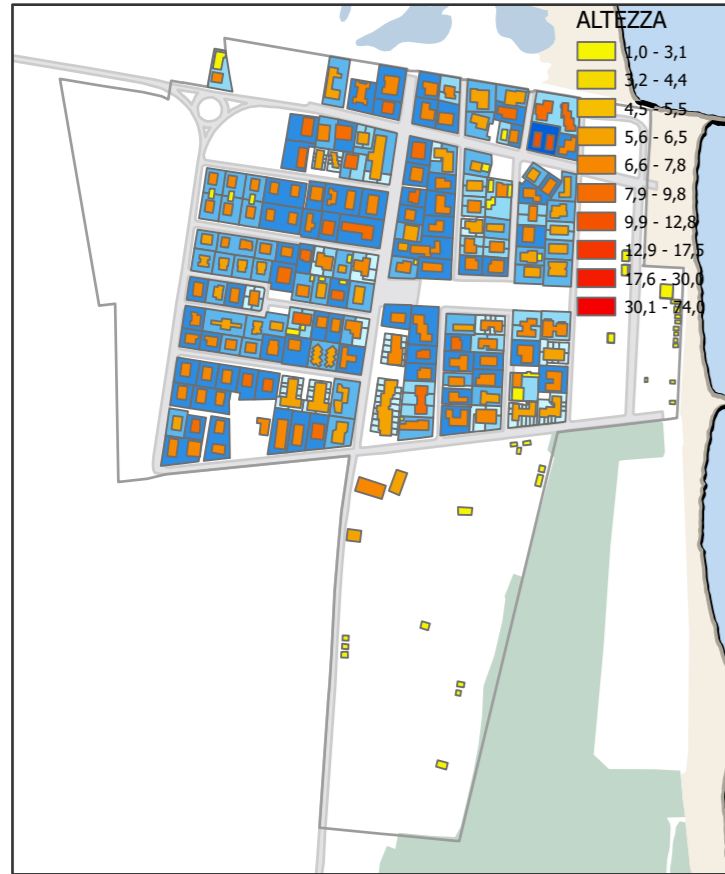 ALTEZZA
1,0 - 3,1
3,2 - 4,4
4,5 - 5,5
5,6 - 6,5
6,6 - 7,8
7,9 - 9,8
9,9 - 12,8
12,9 - 17,5
17,6 - 30,0
30,1 - 74,0